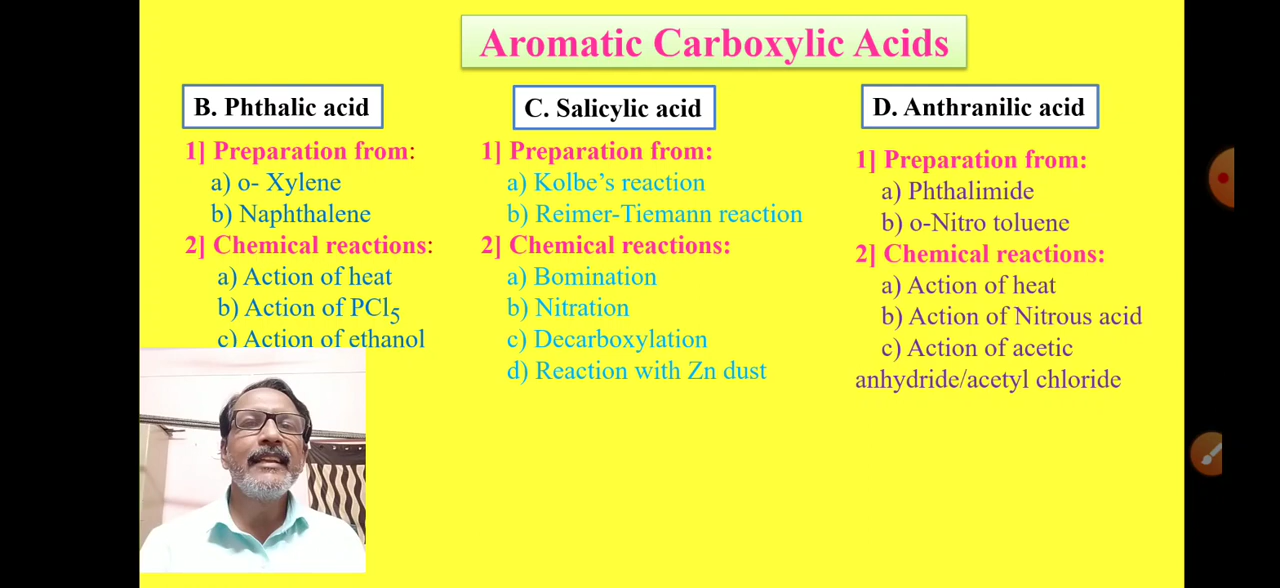 Aromatic Carboxylic Acids
B. Phthalic acid
1] Preparation from:
a) o- Xylene
b) Naphthalene
2] Chemical reactions:
a) Action of heat
b) Action of PCl5
c) Action of ethanol
C. Salicylic acid
1] Preparation from:
a) Kolbe’s reaction
b) Reimer-Tiemann reaction
2] Chemical reactions:
a) Bomination
b) Nitration
c) Decarboxylation
d) Reaction with Zn dust
D. Anthranilic acid
1] Preparation from:
a) Phthalimide
b) o-Nitro toluene
2] Chemical reactions:
a) Action of heat
b) Action of Nitrous acid
c) Action of acetic
anhydride/acetyl chloride